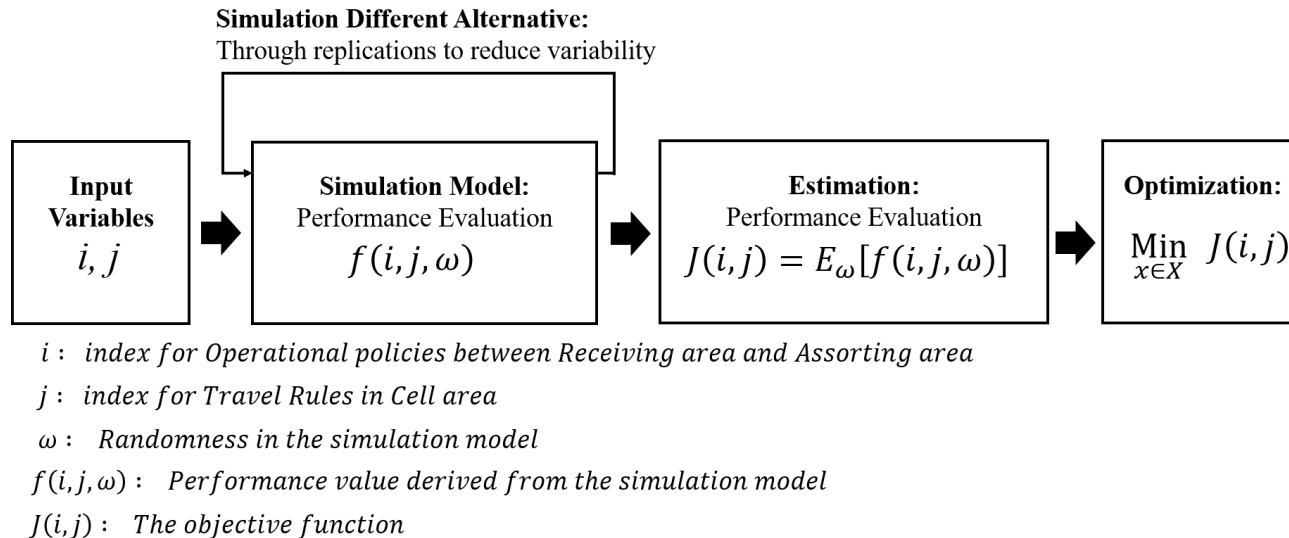 Simulation Different Alternative:
Through replications to reduce variability
Input
Variables
i, j
Simulation Model:
Performance Evaluation
f(i, j, ω)
Estimation:
Performance Evaluation
J(i, j) = E_ω[f(i, j, ω)]
Optimization:
Min J(i, j)
x∈X
i : index for Operational policies between Receiving area and Assorting area
j : index for Travel Rules in Cell area
ω : Randomness in the simulation model
f(i, j, ω) : Performance value derived from the simulation model
J(i, j) : The objective function